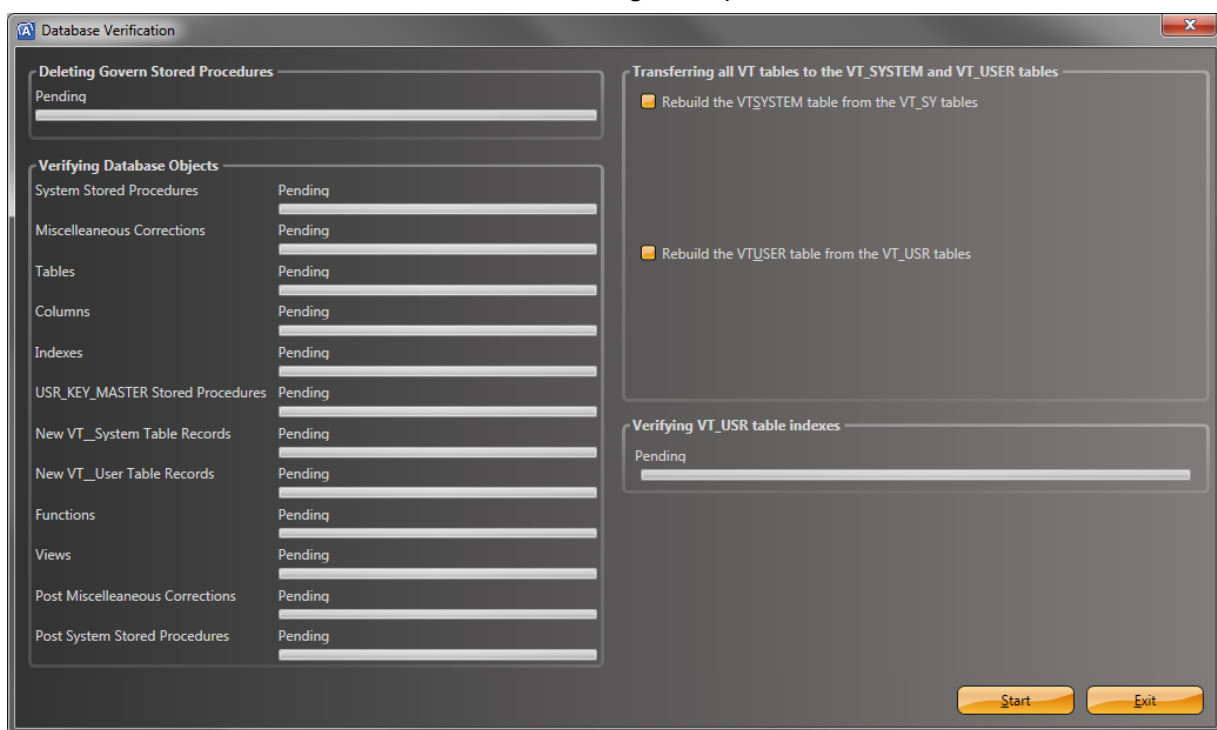 Database Verification
Deleting Govern Stored Procedures
Pending
Verifying Database Objects
System Stored Procedures Pending
Miscelleaneous Corrections Pending
Tables Pending
Columns Pending
Indexes Pending
USR_KEY_MASTER Stored Procedures Pending
New VT__System Table Records Pending
New VT__User Table Records Pending
Functions Pending
Views Pending
Post Miscelleaneous Corrections Pending
Post System Stored Procedures Pending
Transferring all VT tables to the VT_SYSTEM and VT_USER tables
Rebuild the VTSYSTEM table from the VT_SY tables
Rebuild the VTUSER table from the VT_USR tables
Verifying VT_USR table indexes
Pending
Start Exit